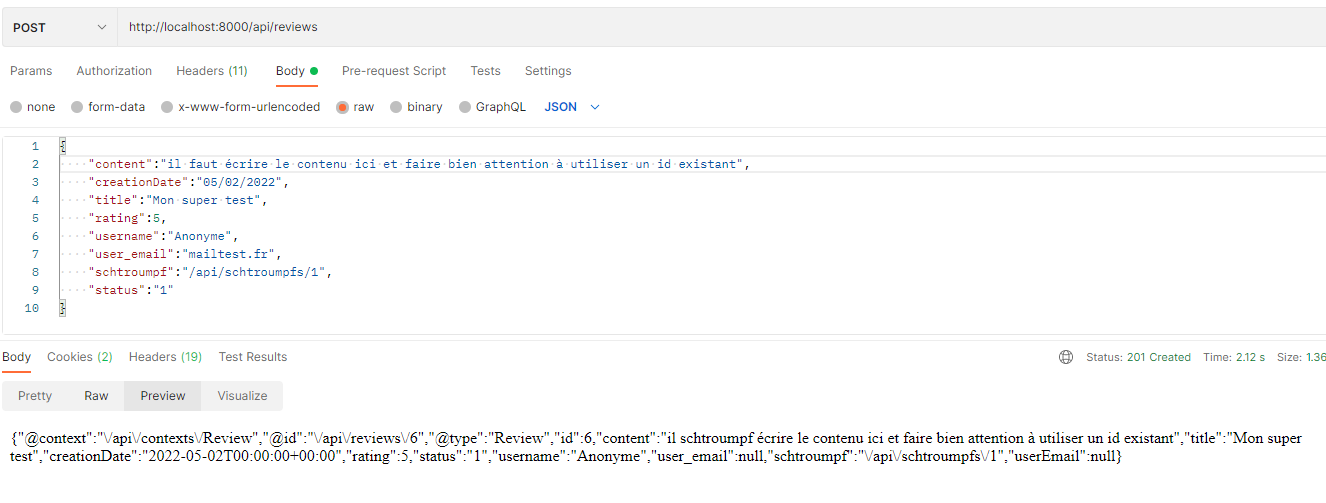 POST http://localhost:8000/api/reviews
Params Authorization Headers (11) Body Pre-request Script Tests Settings
none form-data x-www-form-urlencoded raw binary GraphQL JSON
1 {
2 "content":"il faut écrire le contenu ici et faire bien attention à utiliser un id existant",
3 "creationDate":"05/02/2022",
4 "title":"Mon super test",
5 "rating":5,
6 "username":"Anonyme",
7 "user_email":"mailtest.fr",
8 "schtroumpf":"/api/schtroumpfs/1",
9 "status":"1"
10 }
Body Cookies (2) Headers (19) Test Results Status: 201 Created Time: 2.12 s Size: 1.36
Pretty Raw Preview Visualize
{"@context":"\/api\/contexts\/Review","@id":"\/api\/reviews\/6","@type":"Review","id":6,"content":"il schtroumpf écrire le contenu ici et faire bien attention à utiliser un id existant","title":"Mon super
test","creationDate":"2022-05-02T00:00:00+00:00","rating":5,"status":"1","username":"Anonyme","user_email":null,"schtroumpf":"\/api\/schtroumpfs\/1","userEmail":null}